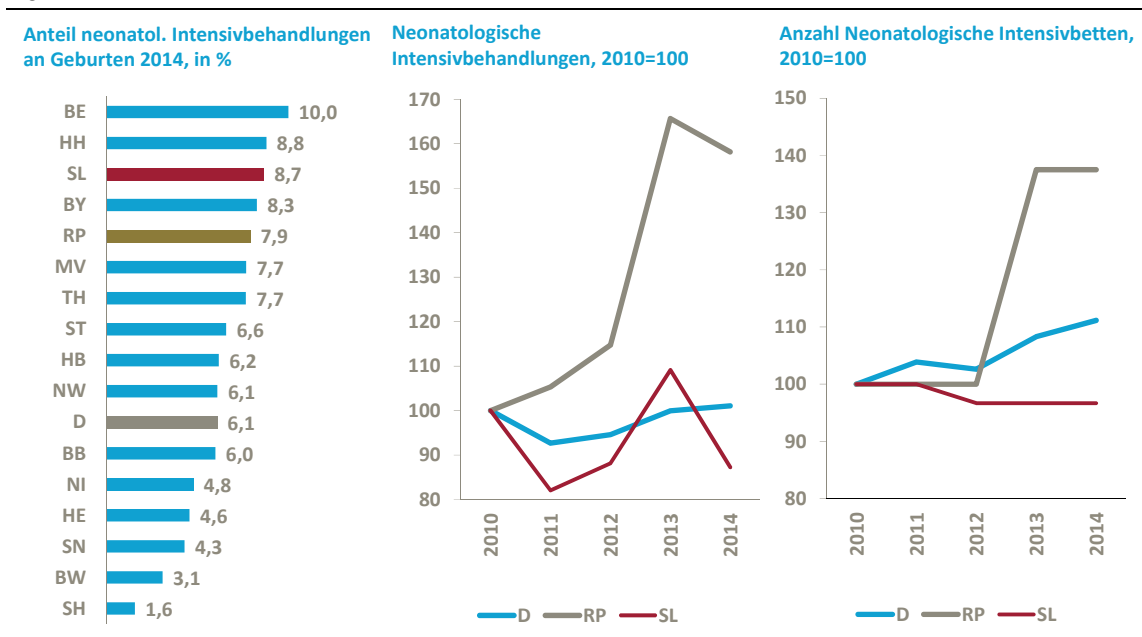 Anteil neonatol. Intensivbehandlungen
an Geburten 2014, in %
BE 10,0
HH 8,8
SL 8,7
BY 8,3
RP 7,9
MV 7,7
TH 7,7
ST 6,6
HB 6,2
NW 6,1
D 6,1
BB 6,0
NI 4,8
HE 4,6
SN 4,3
BW 3,1
SH 1,6
Neonatologische
Intensivbehandlungen, 2010=100
170
160
150
140
130
120
110
100
90
80
2010 2011 2012 2013 2014
D RP SL
Anzahl Neonatologische Intensivbetten,
2010=100
150
140
130
120
110
100
90
80
2010 2011 2012 2013 2014
D RP SL